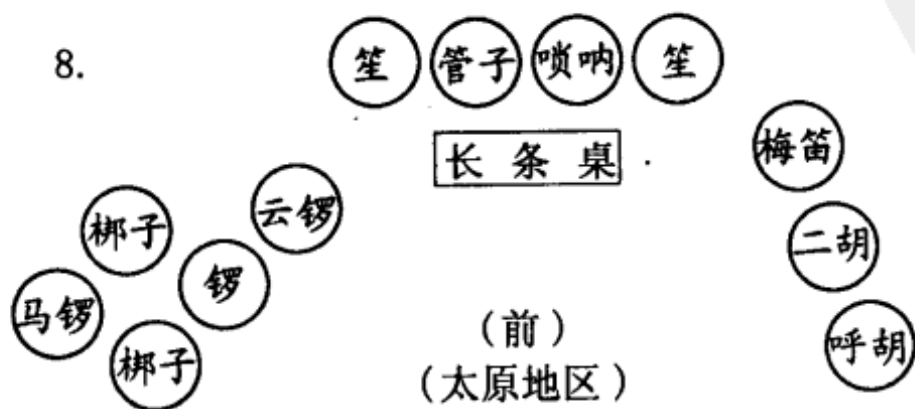 8.
笙 管子 唢呐 笙
长条桌
梅笛
云锣
梆子
二胡
锣
马锣
梆子
呼胡
（前）
（太原地区）